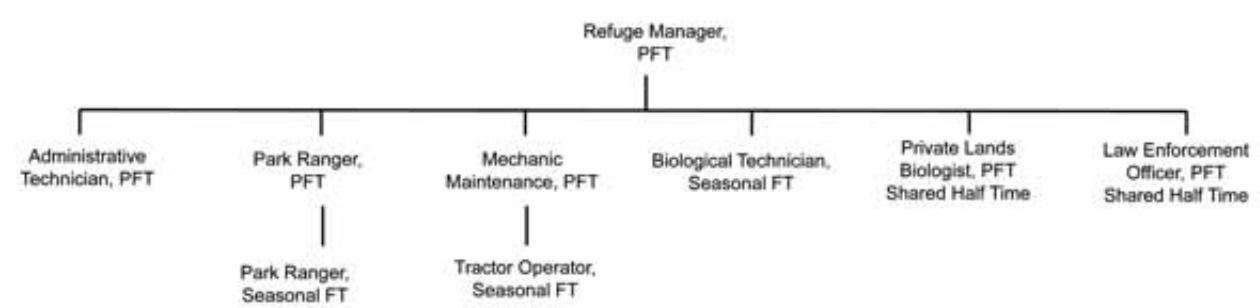 Refuge Manager,
PFT
Administrative
Technician, PFT
Park Ranger,
PFT
Mechanic
Maintenance, PFT
Biological Technician,
Seasonal FT
Private Lands
Biologist, PFT
Shared Half Time
Law Enforcement
Officer, PFT
Shared Half Time
Park Ranger,
Seasonal FT
Tractor Operator,
Seasonal FT